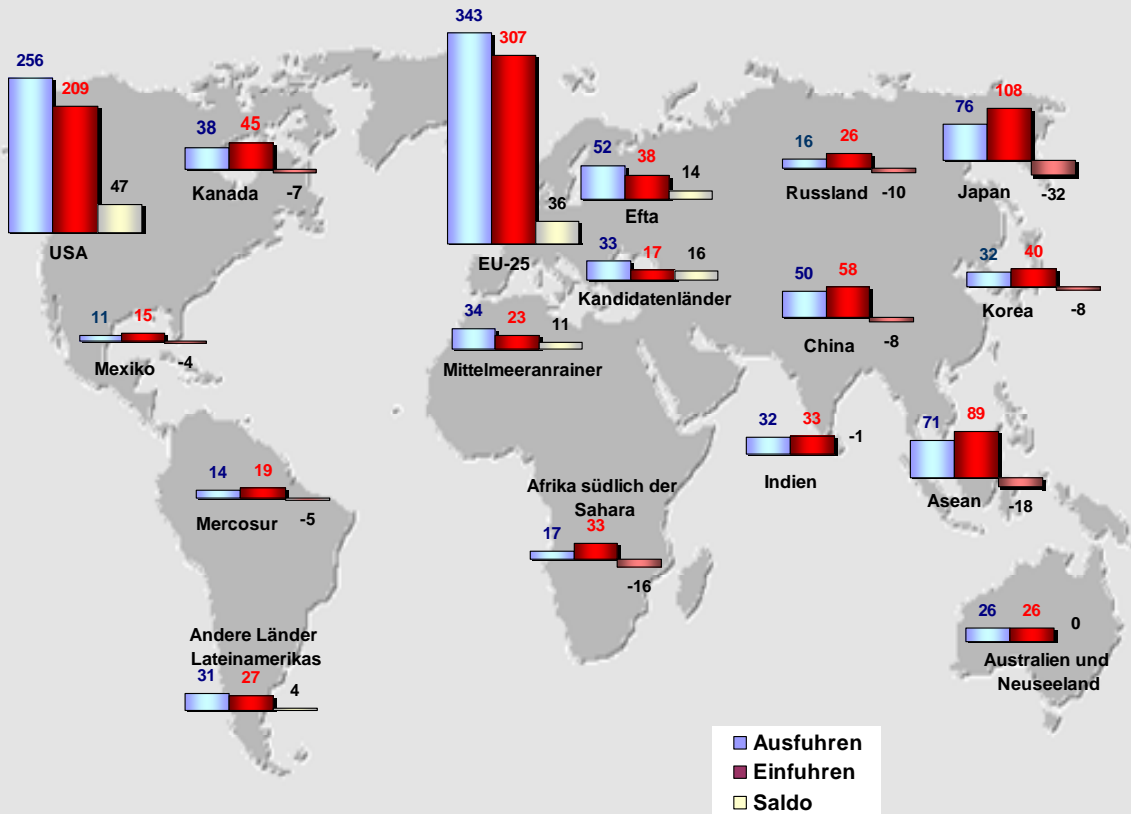 343
307
36
EU-25
256
209
47
USA
38
45
-7
Kanada
52
38
14
Efta
16
26
-10
Russland
76
108
-32
Japan
33
17
16
Kandidatenländer
50
58
-8
China
32
40
-8
Korea
11
15
-4
Mexiko
34
23
11
Mittelmeeranrainer
32
33
-1
Indien
71
89
-18
Asean
14
19
-5
Mercosur
Afrika südlich der
Sahara
17
33
-16
26
26
0
Australien und
Neuseeland
Andere Länder
Lateinamerikas
31
27
4
Ausfuhren
Einfuhren
Saldo